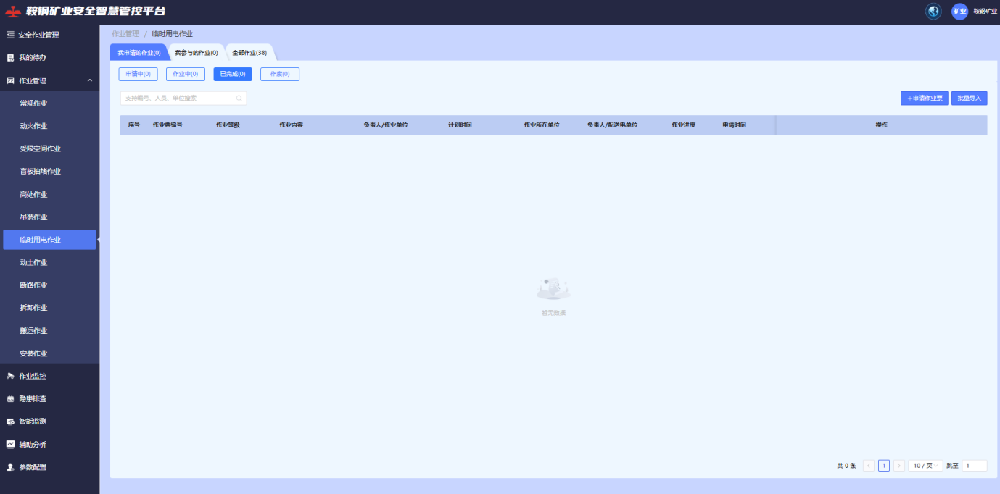 鞍钢矿业安全智慧管控平台
矿业 鞍钢矿业
安全作业管理
我的待办
作业管理
常规作业
动火作业
受限空间作业
盲板抽堵作业
高处作业
吊装作业
临时用电作业
动土作业
断路作业
拆卸作业
搬运作业
安装作业
作业监控
隐患排查
智能监测
辅助分析
参数配置
作业管理 / 临时用电作业
我申请的作业(0) 我参与的作业(0) 全部作业(38)
申请中(0) 作业中(0) 已完成(0) 作废(0)
支持编号、人员、单位搜索
+申请作业票 批量导入
序号 作业票编号 作业等级 作业内容 负责人/作业单位 计划时间 作业所在单位 负责人/配送电单位 作业进度 申请时间 操作
暂无数据
共 0 条 < 1 > 10 / 页 跳至 1